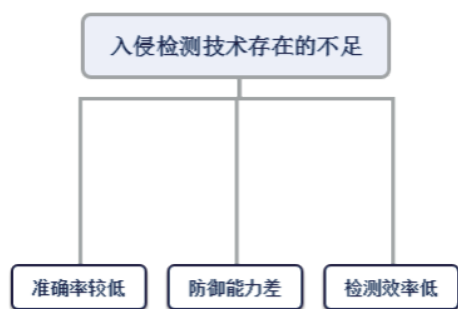 入侵检测技术存在的不足
准确率较低
防御能力差
检测效率低